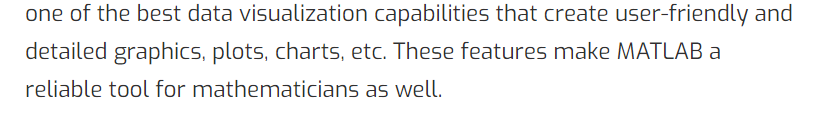 one of the best data visualization capabilities that create user-friendly and
detailed graphics, plots, charts, etc. These features make MATLAB a
reliable tool for mathematicians as well.